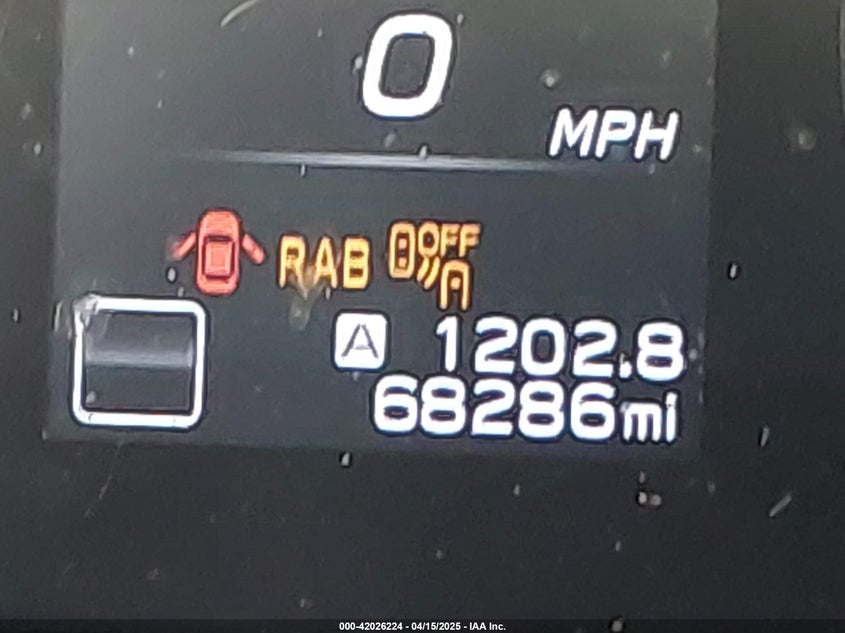 0
MPH
RAB OFF
A 1202.8
68286mi
000-42026224 - 04/15/2025 - IAA Inc.